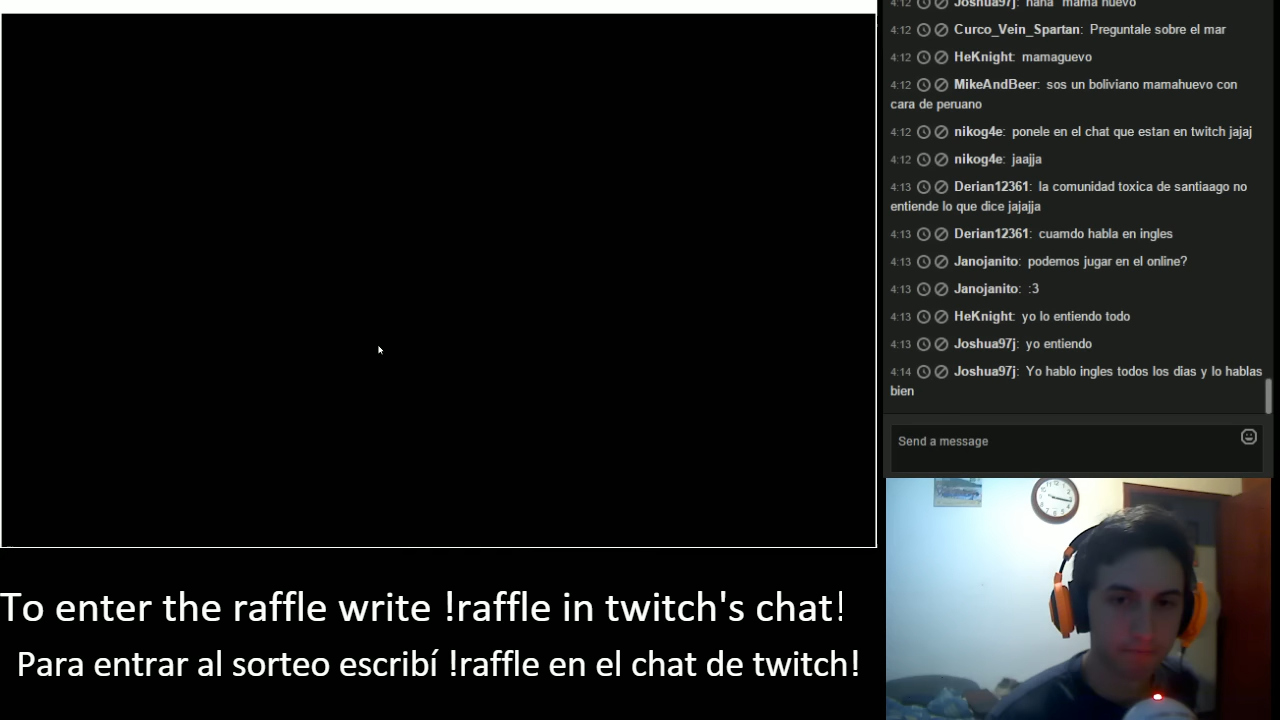 4:12 Joshua97j: haha mama huevo
4:12 Curco_Vein_Spartan: Preguntale sobre el mar
4:12 HeKnight: mamaguevo
4:12 MikeAndBeer: sos un boliviano mamahuevo con
cara de peruano
4:12 nikog4e: ponele en el chat que estan en twitch jajaj
4:12 nikog4e: jaajja
4:13 Derian12361: la comunidad toxica de santiaago no
entiende lo que dice jajajja
4:13 Derian12361: cuamdo habla en ingles
4:13 Janojanito: podemos jugar en el online?
4:13 Janojanito: :3
4:13 HeKnight: yo lo entiendo todo
4:13 Joshua97j: yo entiendo
4:14 Joshua97j: Yo hablo ingles todos los dias y lo hablas
bien
Send a message
To enter the raffle write !raffle in twitch's chat!
Para entrar al sorteo escribí !raffle en el chat de twitch!